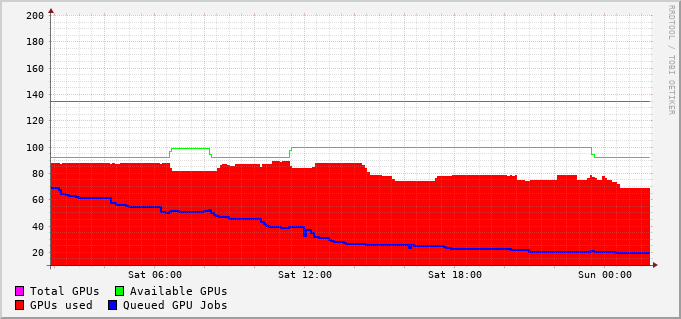 200
180
160
140
120
100
80
60
40
20
Sat 06:00 Sat 12:00 Sat 18:00 Sun 00:00
Total GPUs Available GPUs
GPUs used Queued GPU Jobs
RRDTOOL / TOBI OETIKER